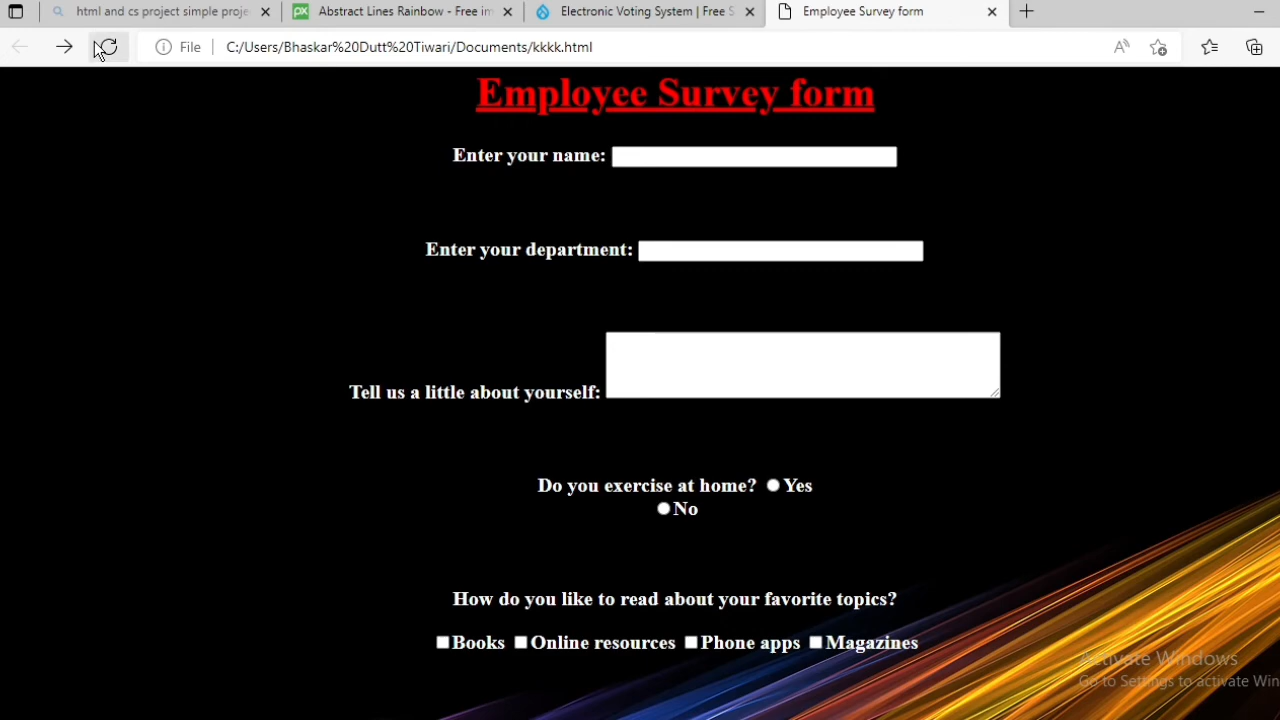 html and cs project simple proje
Abstract Lines Rainbow - Free im
Electronic Voting System | Free S
Employee Survey form
File
C:/Users/Bhaskar%20Dutt%20Tiwari/Documents/kkkk.html
Employee Survey form
Enter your name:
Enter your department:
Tell us a little about yourself:
Do you exercise at home? Yes
No
How do you like to read about your favorite topics?
Books Online resources Phone apps Magazines
Activate Windows
Go to Settings to activate Win